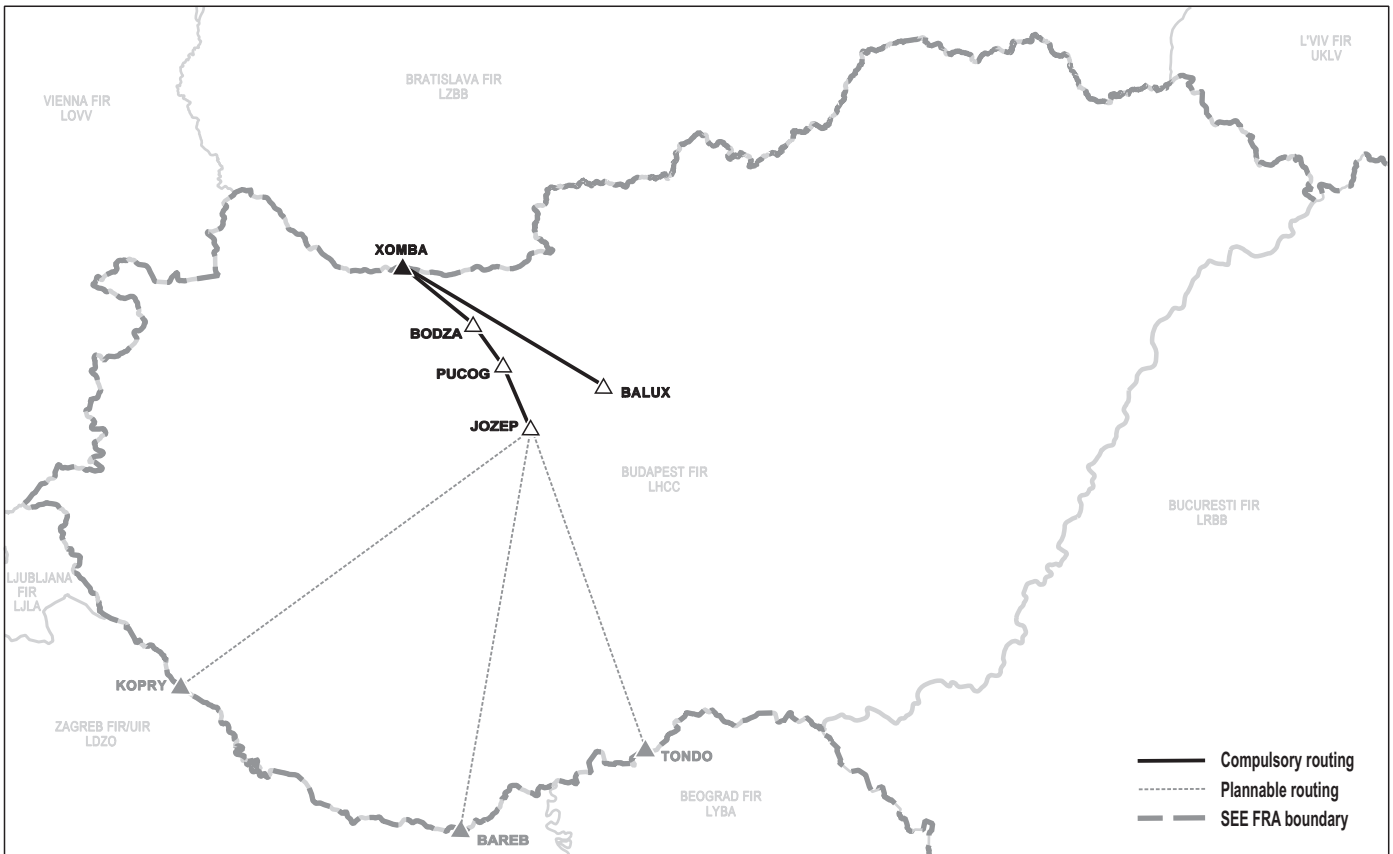 L'VIV FIR
UKLV
BRATISLAVA FIR
LZBB
VIENNA FIR
LOVV
XOMBA
BODZA
PUCOG
BALUX
JOZEP
BUDAPEST FIR
LHCC
BUCURESTI FIR
LRBB
LJUBLJANA
FIR
LJLA
KOPRY
ZAGREB FIR/UIR
LDZO
TONDO
BEOGRAD FIR
LYBA
BAREB
Compulsory routing
Plannable routing
SEE FRA boundary